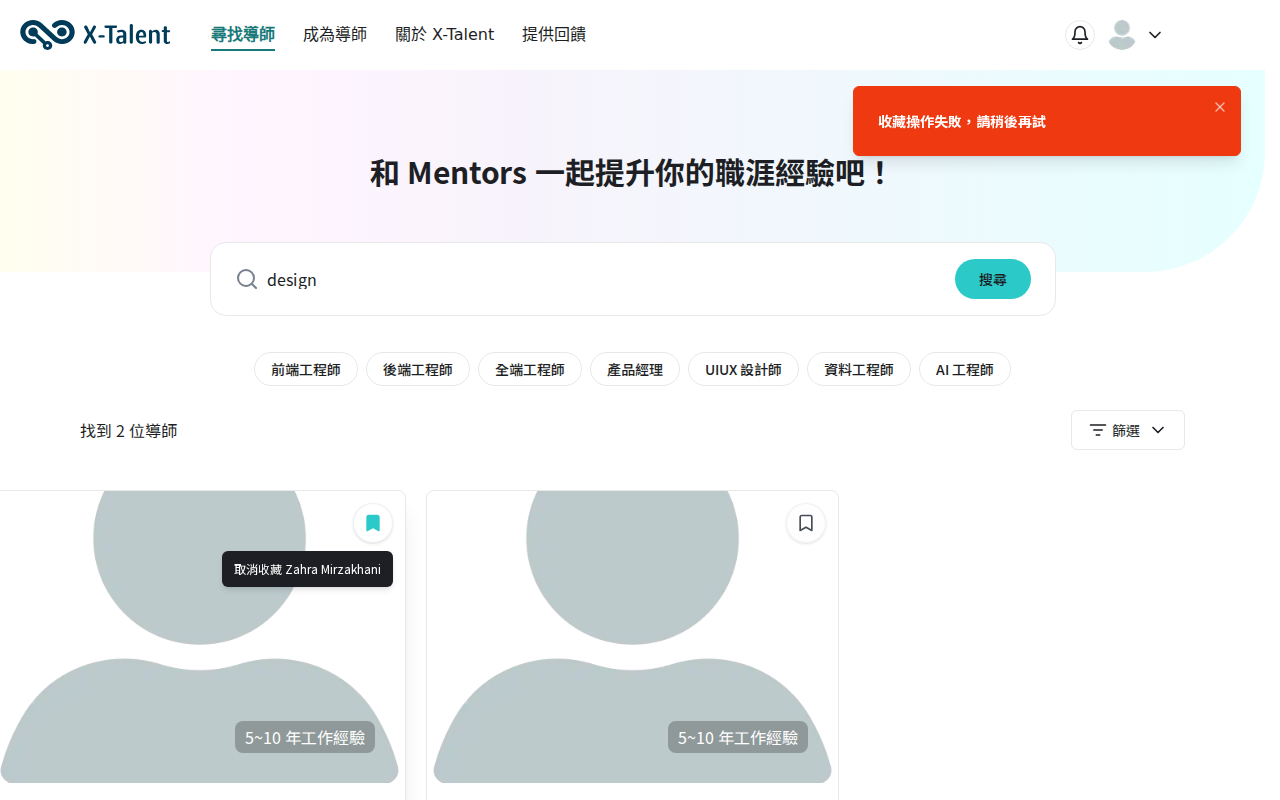 X-Talent
尋找導師
成為導師
關於 X-Talent
提供回饋
收藏操作失敗，請稍後再試
和 Mentors 一起提升你的職涯經驗吧！
design
搜尋
前端工程師
後端工程師
全端工程師
產品經理
UIUX 設計師
資料工程師
AI 工程師
找到 2 位導師
篩選
取消收藏 Zahra Mirzakhani
5~10 年工作經驗
5~10 年工作經驗